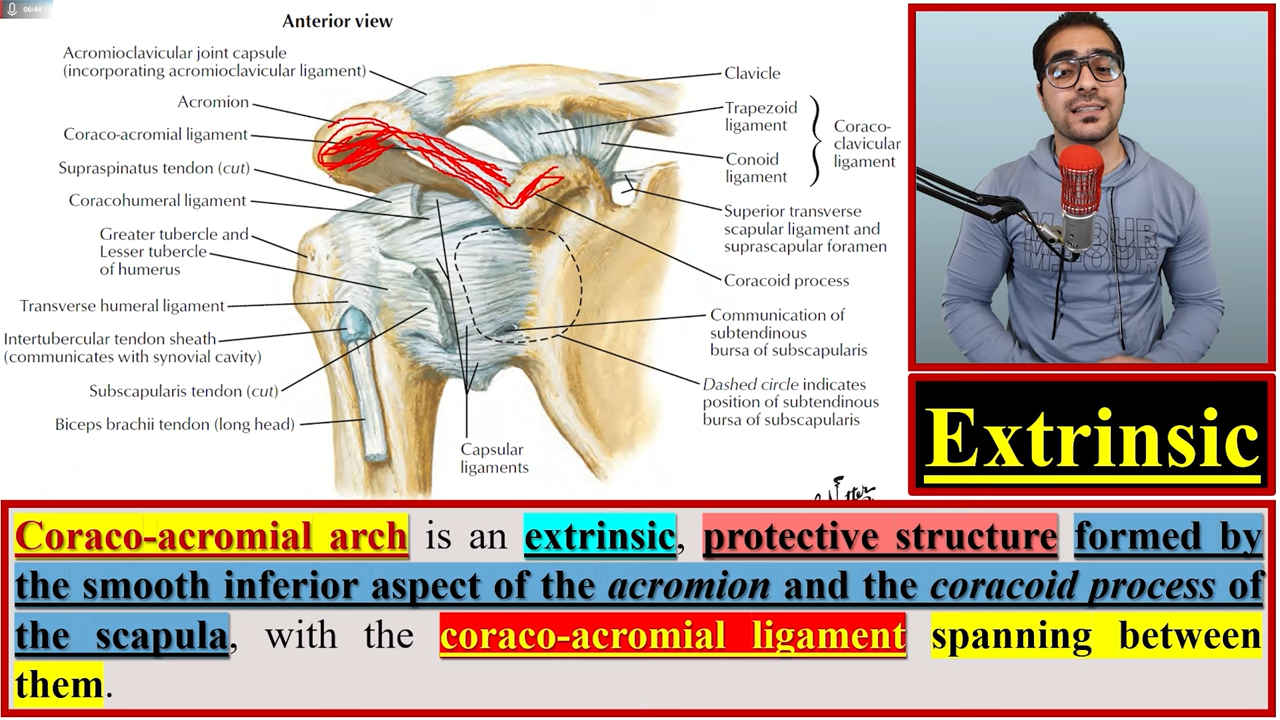 06:44
Anterior view
Acromioclavicular joint capsule
(incorporating acromioclavicular ligament)
Acromion
Coraco-acromial ligament
Supraspinatus tendon (cut)
Coracohumeral ligament
Greater tubercle and
Lesser tubercle
of humerus
Transverse humeral ligament
Intertubercular tendon sheath
(communicates with synovial cavity)
Subscapularis tendon (cut)
Biceps brachii tendon (long head)
Capsular
ligaments
Clavicle
Trapezoid
ligament
Conoid
ligament
Coraco-
clavicular
ligament
Superior transverse
scapular ligament and
suprascapular foramen
Coracoid process
Communication of
subtendinous
bursa of subscapularis
Dashed circle indicates
position of subtendinous
bursa of subscapularis
Extrinsic
Coraco-acromial arch is an extrinsic, protective structure formed by
the smooth inferior aspect of the acromion and the coracoid process of
the scapula, with the coraco-acromial ligament spanning between
them.